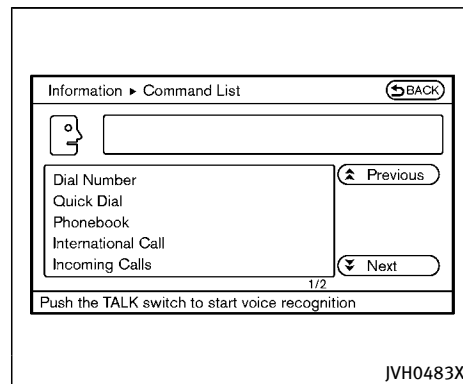 Information ▸ Command List BACK
Dial Number
Previous
Quick Dial
Phonebook
International Call
Incoming Calls
Next
1/2
Push the TALK switch to start voice recognition
JVH0483X